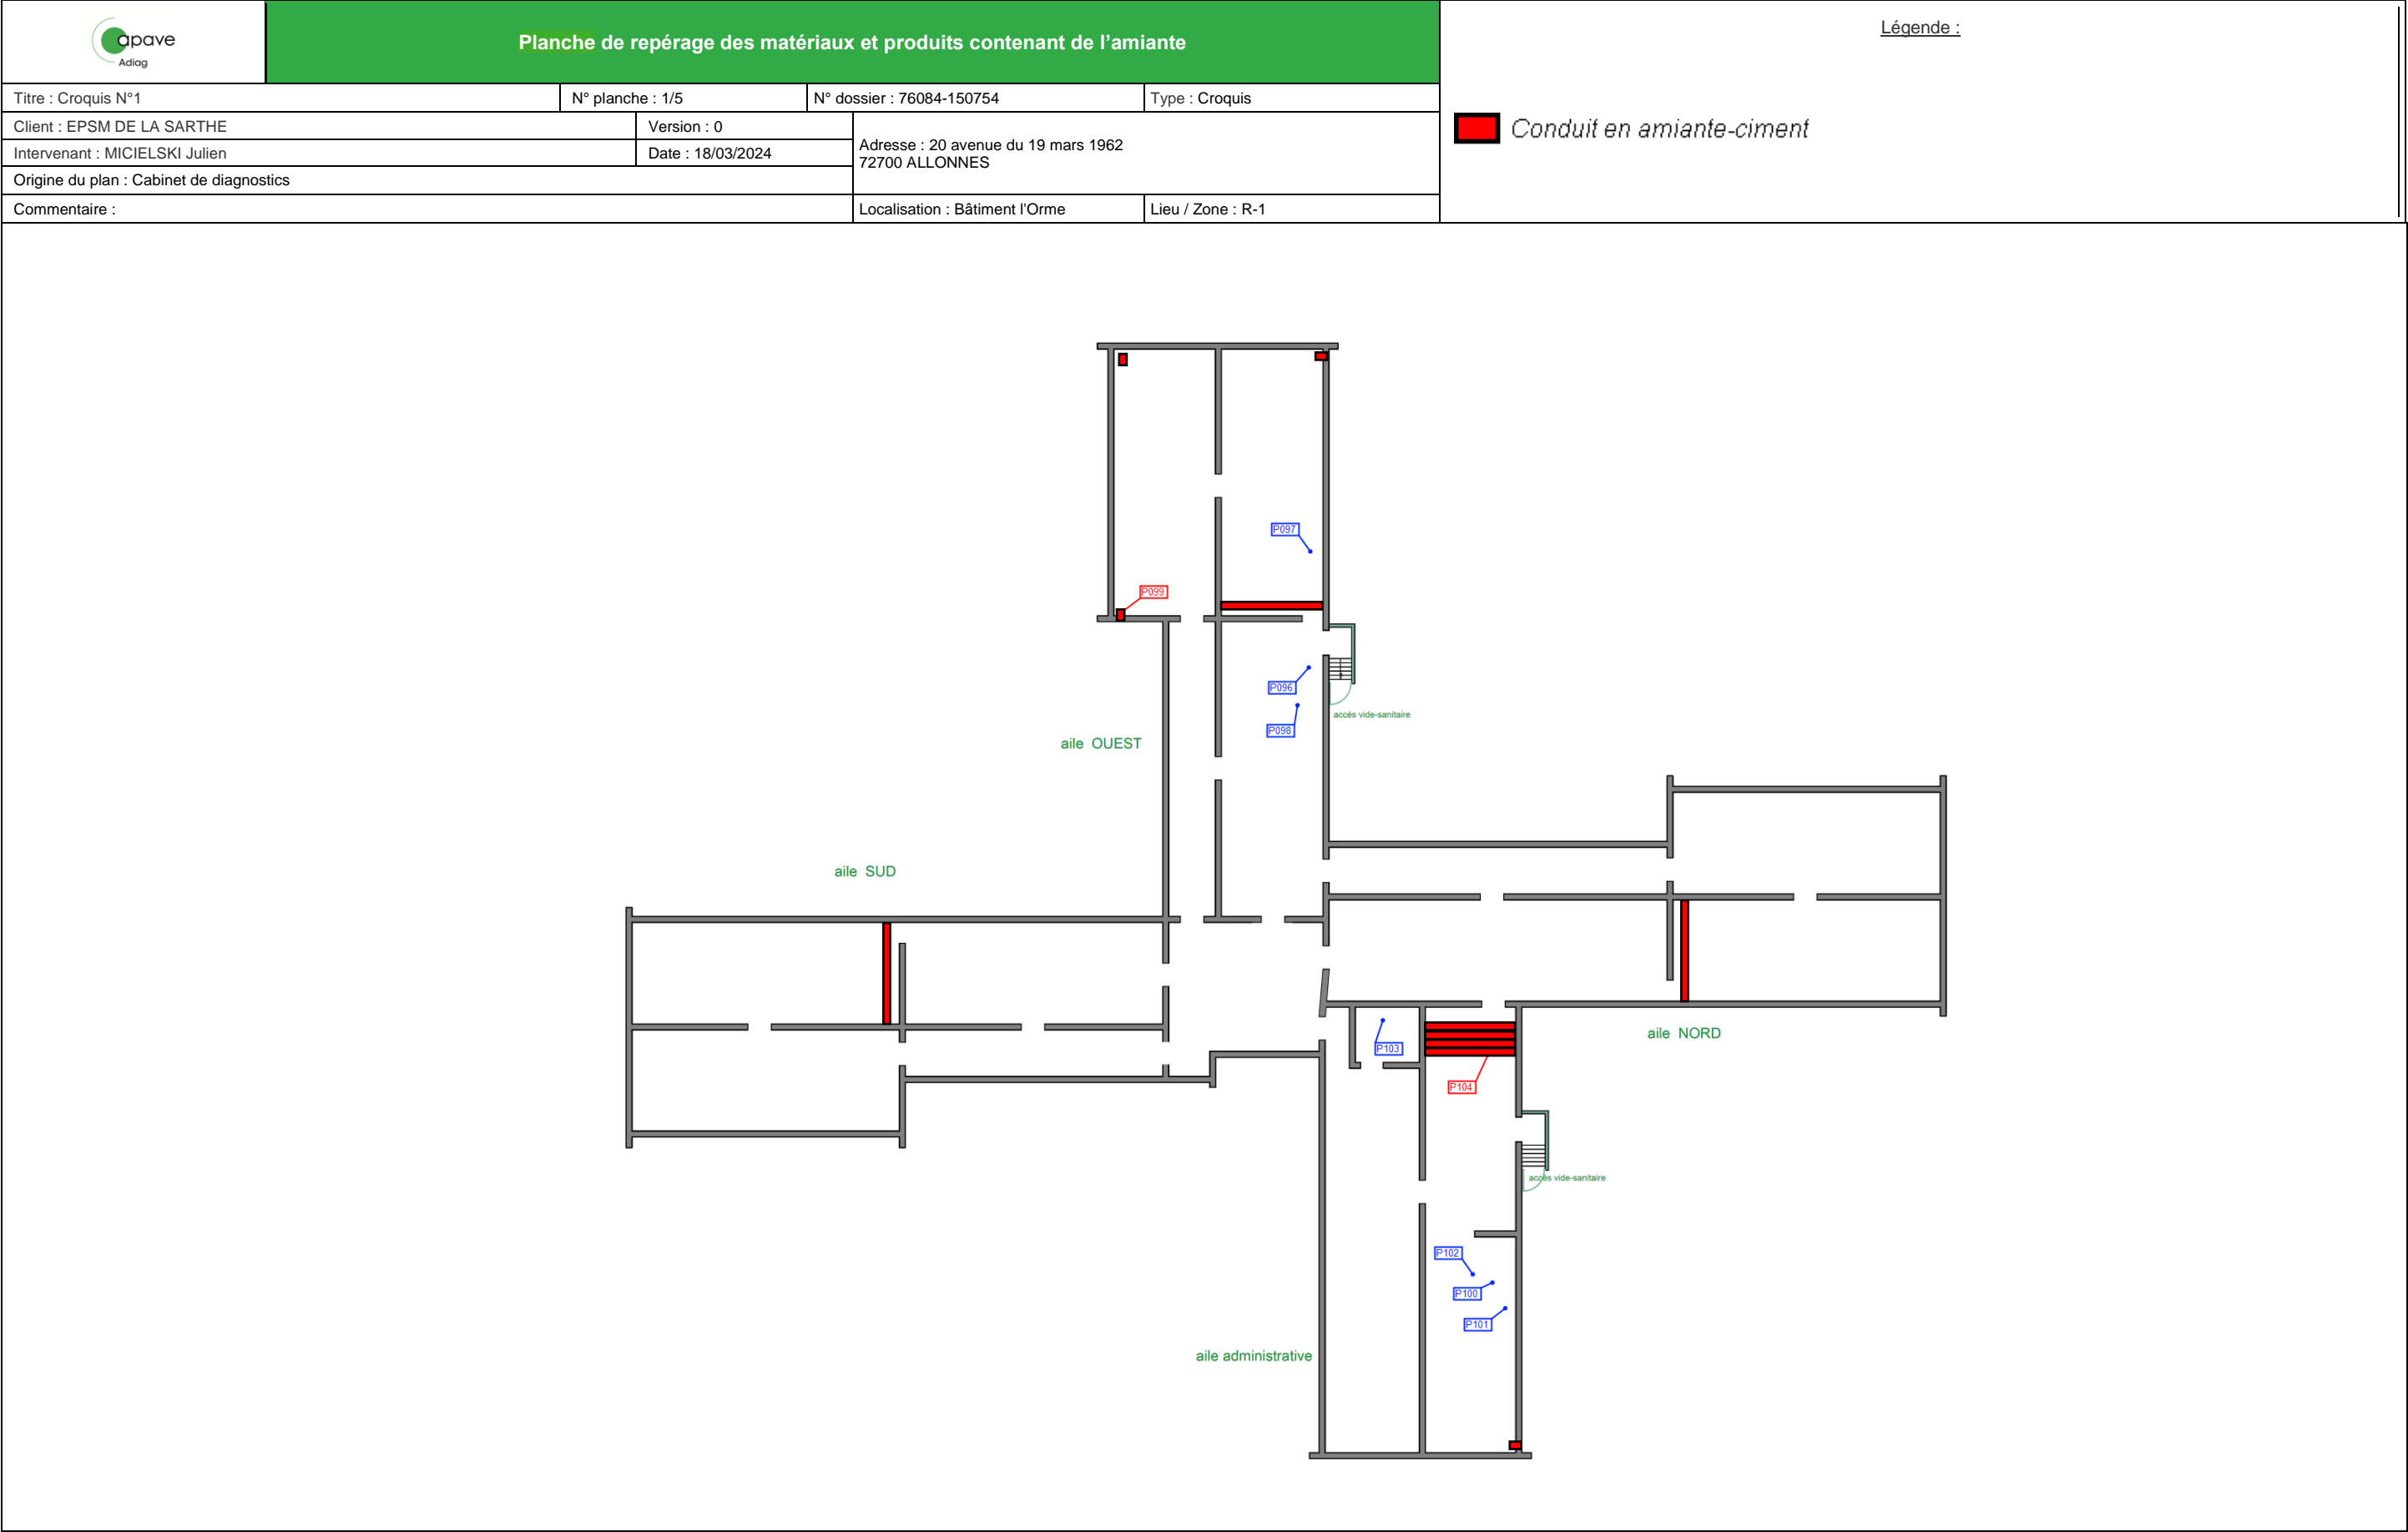 apave
Adiag
Planche de repérage des matériaux et produits contenant de l'amiante
Légende :
Titre : Croquis N°1
N° planche : 1/5
N° dossier : 76084-150754
Type : Croquis
Client : EPSM DE LA SARTHE
Version : 0
Adresse : 20 avenue du 19 mars 1962
72700 ALLONNES
Intervenant : MICIELSKI Julien
Date : 18/03/2024
Origine du plan : Cabinet de diagnostics
Commentaire :
Localisation : Bâtiment l'Orme
Lieu / Zone : R-1
Conduit en amiante-ciment
P097
P099
P096
accès vide-sanitaire
P098
aile OUEST
aile SUD
aile NORD
P103
P104
accès vide-sanitaire
P102
P100
P101
aile administrative